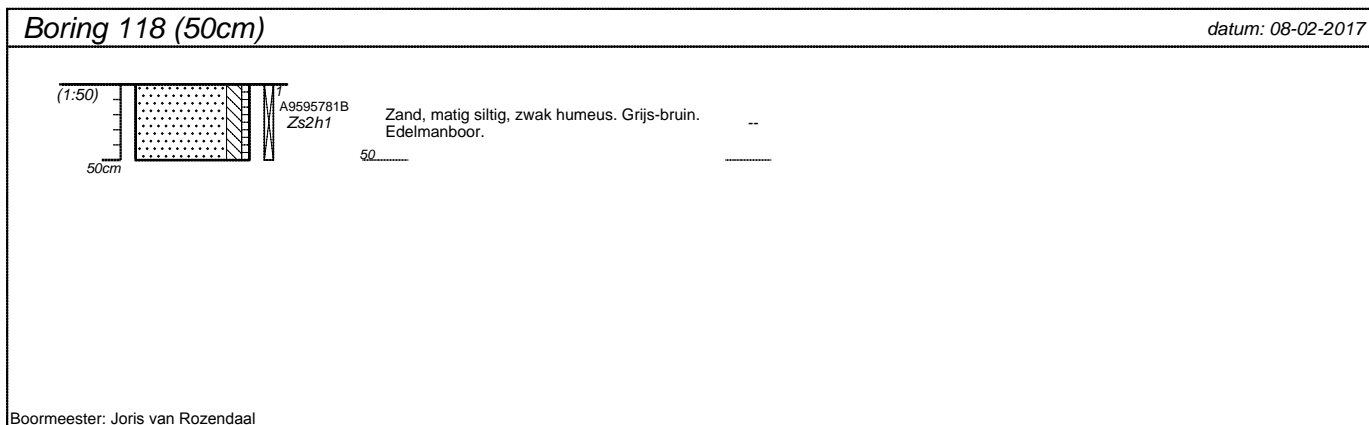 Boring 118 (50cm)
datum: 08-02-2017
(1:50)
1
A9595781B
Zs2h1
Zand, matig siltig, zwak humeus. Grijs-bruin.
Edelmanboor.
--
50
50cm
Boormeester: Joris van Rozendaal